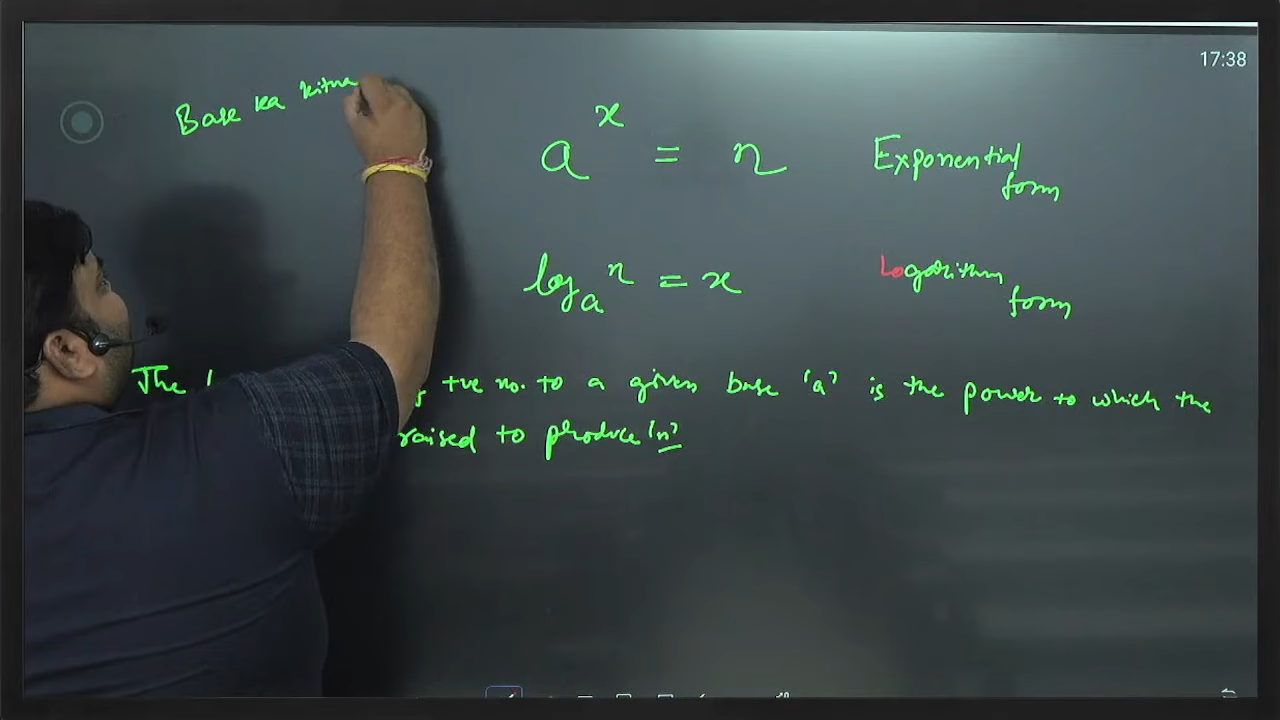 17:38
Base ka kitna
a^x = n Exponential form
log_a n = x Logarithm form
The +ve no. to a given base 'a' is the power to which the
raised to produce 'n'